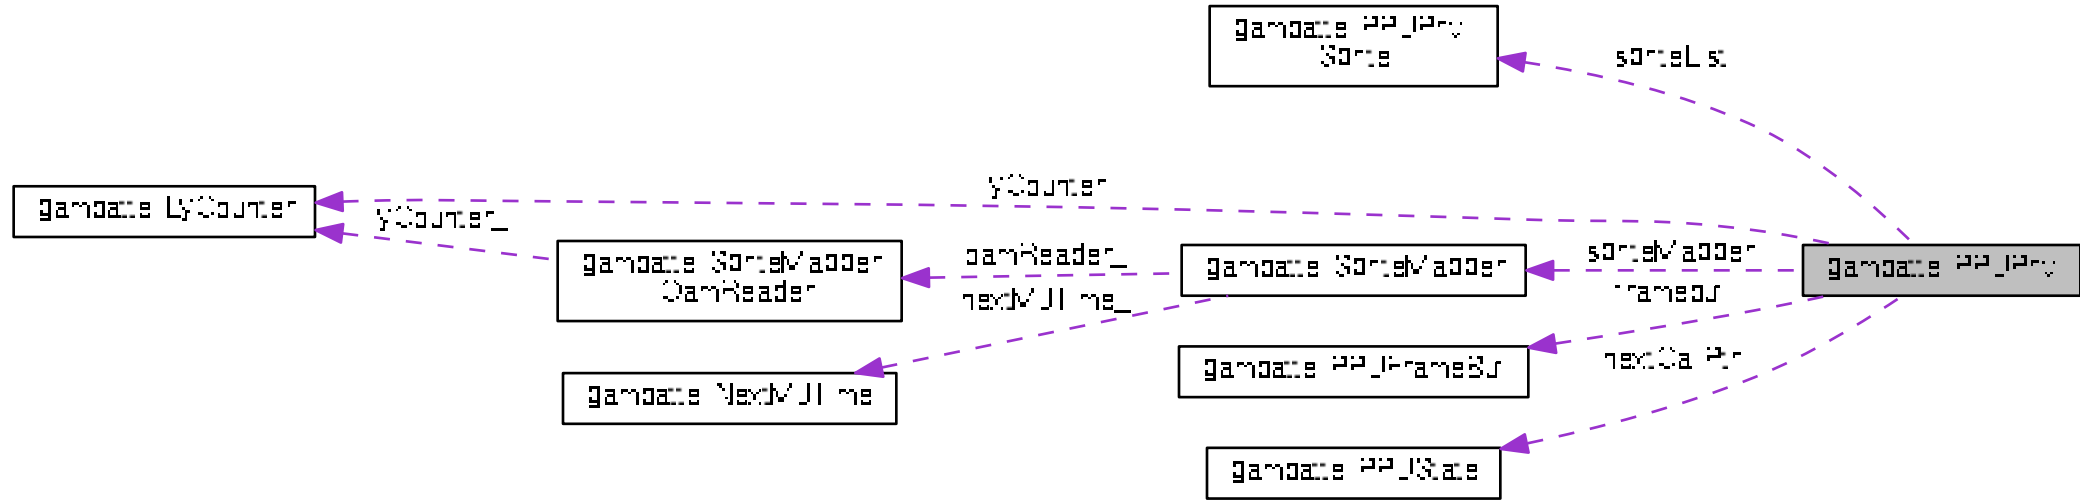 gambatte::PPUPriv::
Sprite
spriteList
lyCounter
gambatte::LyCounter
lyCounter_
gambatte::SpriteMapper::
OamReader
oamReader_
nextM0Time_
gambatte::SpriteMapper
spriteMapper
framebuf
gambatte::PPUPriv
gambatte::NextM0Time
gambatte::PPUFrameBuf
nextCallPtr
gambatte::PPUState